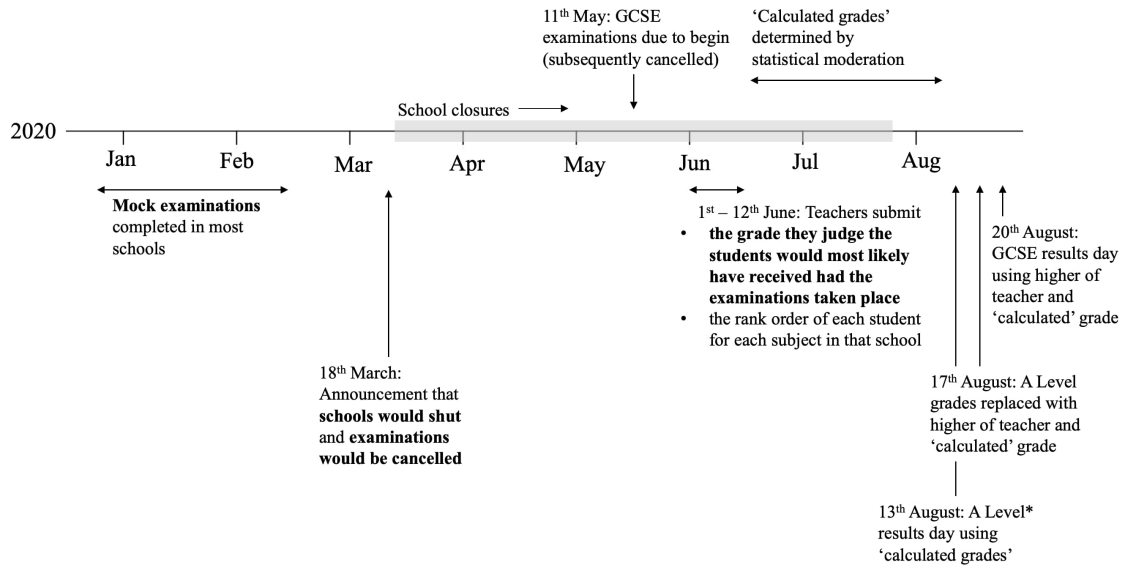 11th May: GCSE
examinations due to begin
(subsequently cancelled)
‘Calculated grades’
determined by
statistical moderation
School closures
2020
Jan
Feb
Mar
Apr
May
Jun
Jul
Aug
Mock examinations
completed in most
schools
18th March:
Announcement that
schools would shut
and examinations
would be cancelled
1st – 12th June: Teachers submit
• the grade they judge the
students would most likely
have received had the
examinations taken place
• the rank order of each student
for each subject in that school
20th August:
GCSE results day
using higher of
teacher and
‘calculated’ grade
17th August: A Level
grades replaced with
higher of teacher and
‘calculated’ grade
13th August: A Level*
results day using
‘calculated grades’